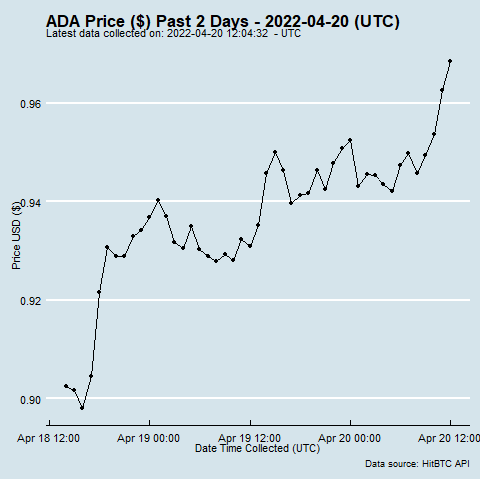 ADA Price ($) Past 2 Days - 2022-04-20 (UTC)
Latest data collected on: 2022-04-20 12:04:32  - UTC
Price USD ($)
0.96
0.94
0.92
0.90
Apr 18 12:00 Apr 19 00:00 Apr 19 12:00 Apr 20 00:00 Apr 20 12:00
Date Time Collected (UTC)
Data source: HitBTC API